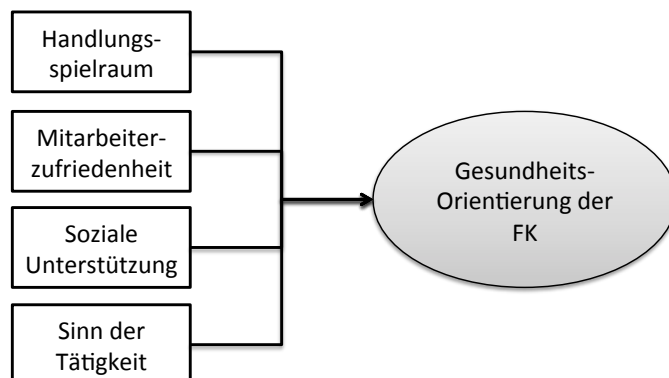 Handlungs-
spielraum
Mitarbeiter-
zufriedenheit
Soziale
Unterstützung
Sinn der
Tätigkeit
Gesundheits-
Orientierung der
FK